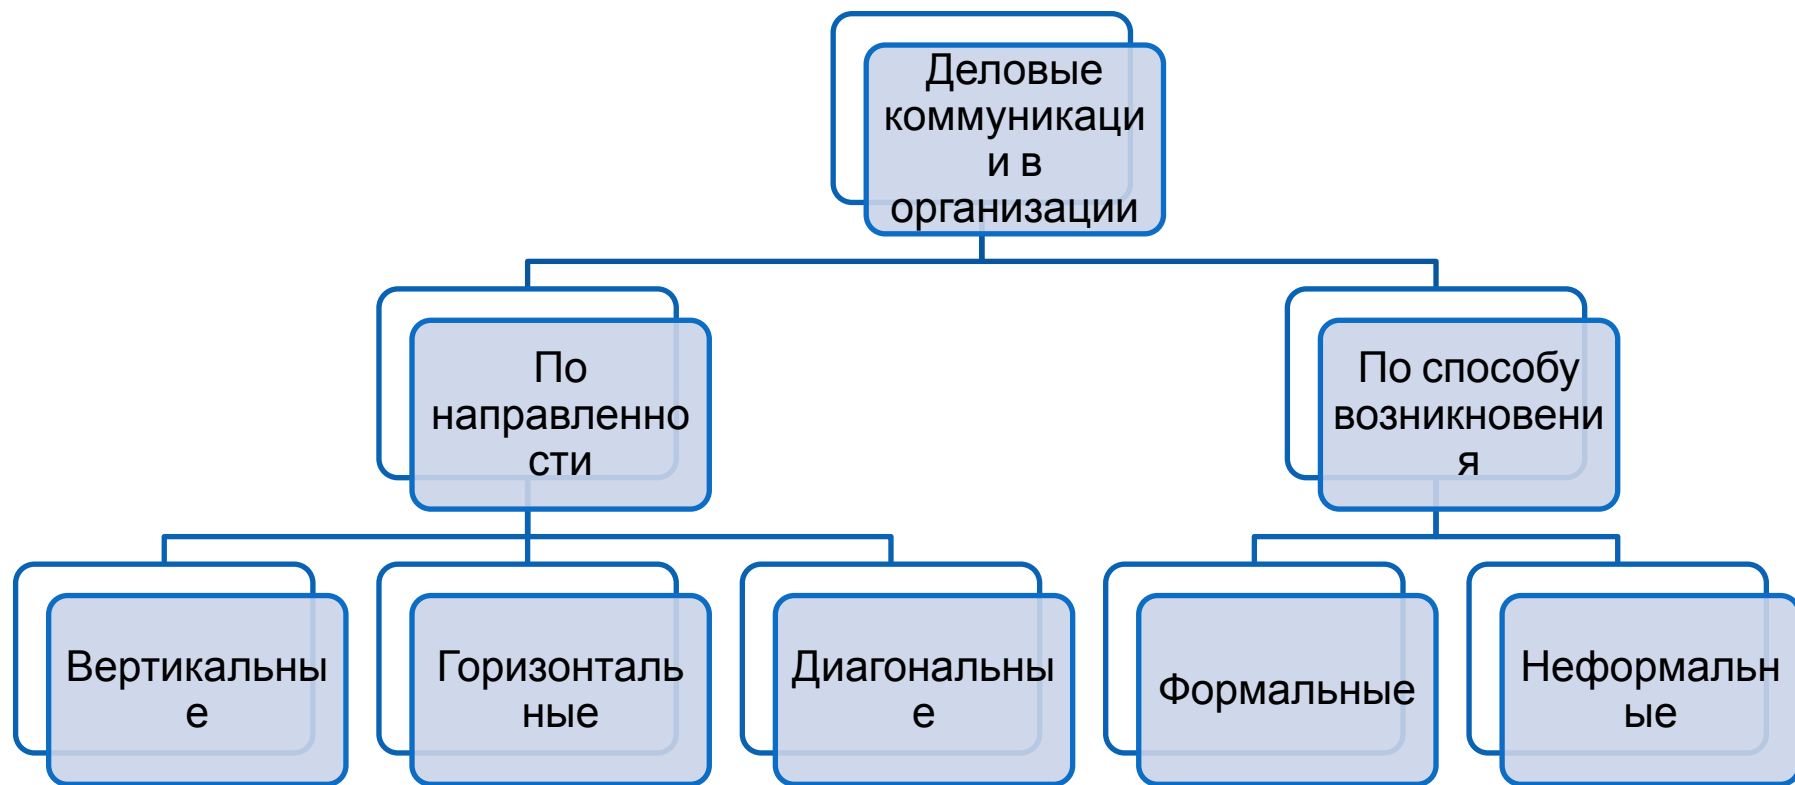 Деловые
коммуникаци
и в
организации
По
направленно
сти
По способу
возникновени
я
Вертикальны
е
Горизонталь
ные
Диагональны
е
Формальные
Неформальн
ые